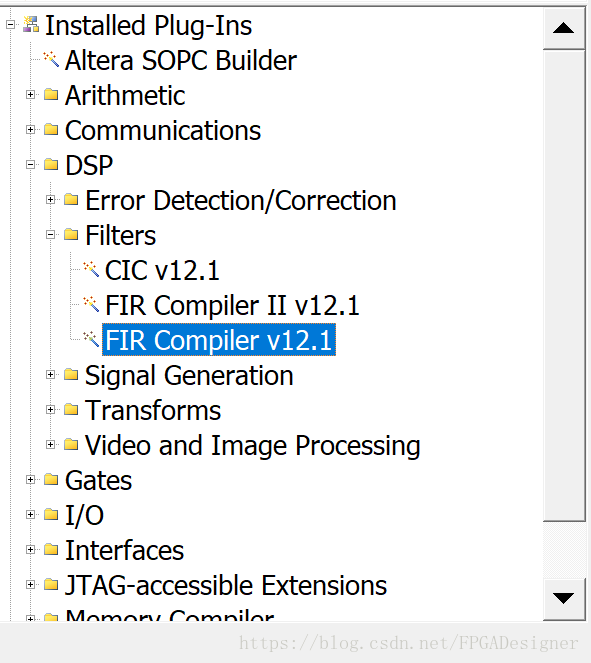 Installed Plug-Ins
Altera SOPC Builder
Arithmetic
Communications
DSP
Error Detection/Correction
Filters
CIC v12.1
FIR Compiler II v12.1
FIR Compiler v12.1
Signal Generation
Transforms
Video and Image Processing
Gates
I/O
Interfaces
JTAG-accessible Extensions
Memory Compiler
https://blog.csdn.net/FPGADesigner